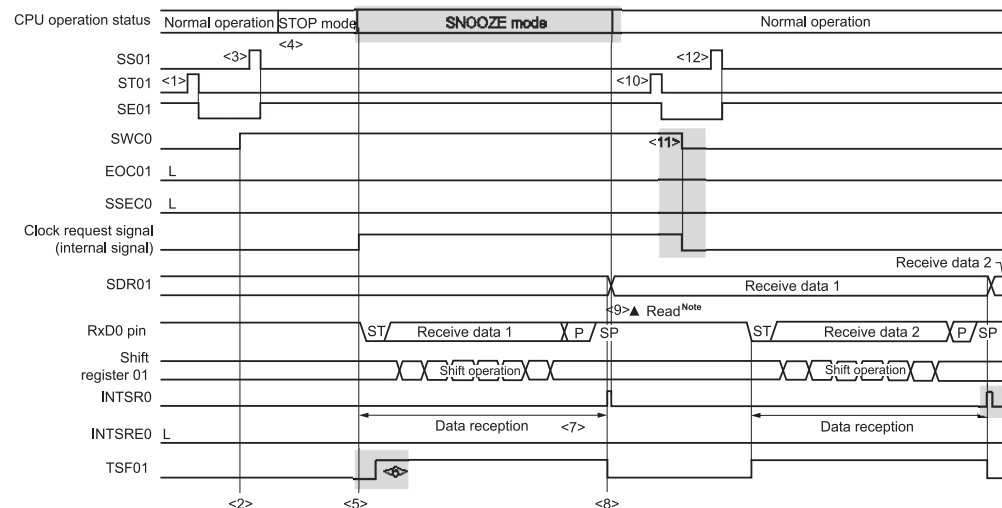 CPU operation status Normal operation STOP mode SNOOZE mode Normal operation
<4>
SS01 <3> <12>
ST01 <1> <10>
SE01
SWC0 <11>
EOC01 L
SSEC0 L
Clock request signal
(internal signal)
Receive data 2
SDR01 Receive data 1
<9>▲ Read Note
RxD0 pin ST Receive data 1 P SP ST Receive data 2 P SP
Shift
register 01 Shift operation Shift operation
INTSR0
Data reception <7> Data reception
INTSRE0 L
TSF01 <6>
<2> <5> <8>